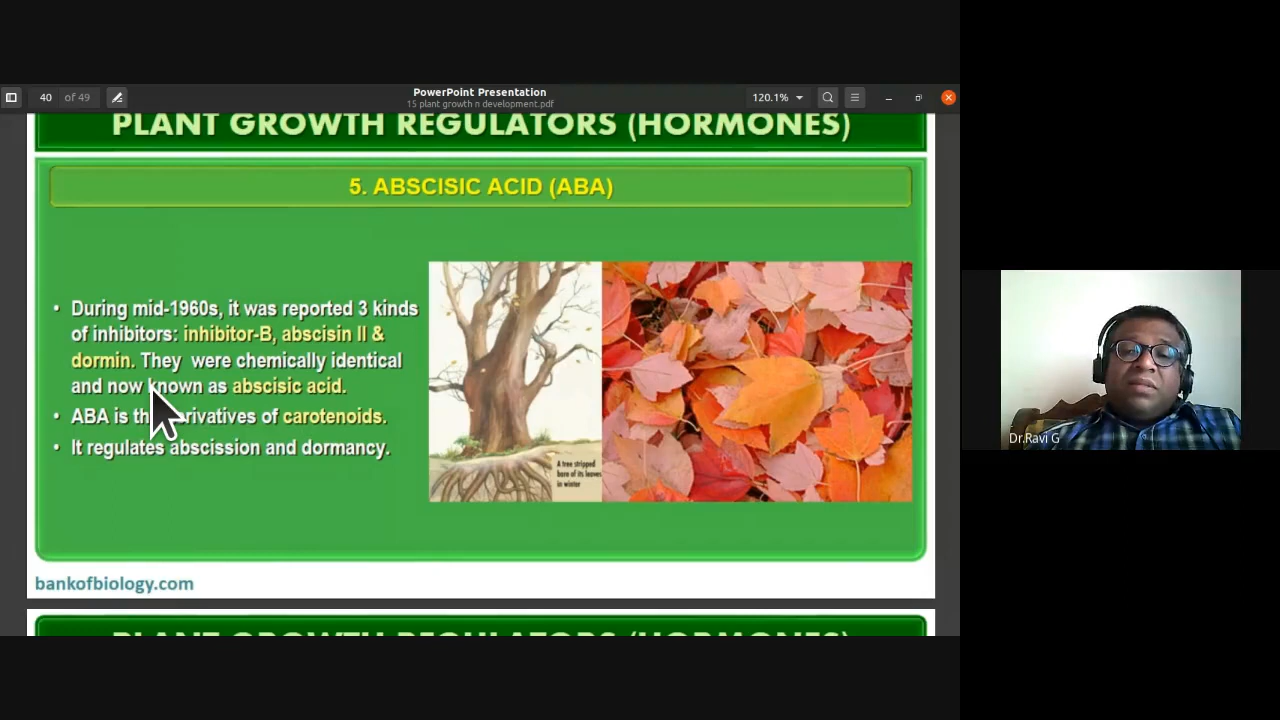 PowerPoint Presentation
40 of 49
15 plant growth n development.pdf
120.1%
PLANT GROWTH REGULATORS (HORMONES)
5. ABSCISIC ACID (ABA)
• During mid-1960s, it was reported 3 kinds
of inhibitors: inhibitor-B, abscisin II &
dormin. They were chemically identical
and now known as abscisic acid.
• ABA is th rivatives of carotenoids.
• It regulates abscission and dormancy.
A tree stripped
bare of its leaves
in winter
bankofbiology.com
PLANT GROWTH REGULATORS (HORMONES)
Dr.Ravi G